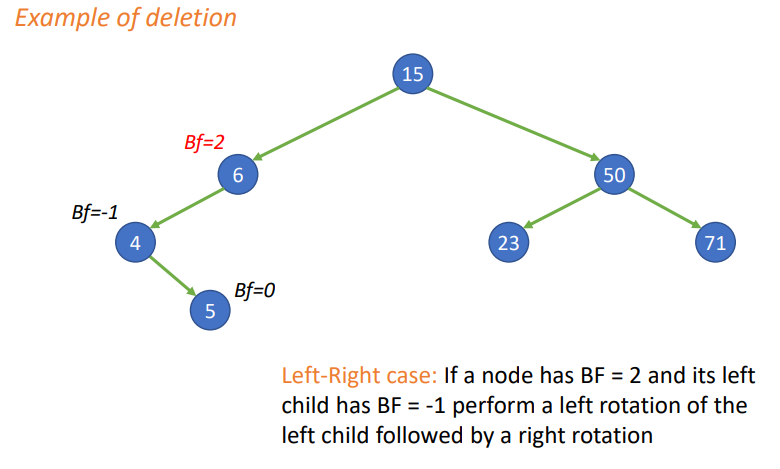 Example of deletion
15
Bf=2
6
50
Bf=-1
4
23
71
Bf=0
5
Left-Right case: If a node has BF = 2 and its left
child has BF = -1 perform a left rotation of the
left child followed by a right rotation